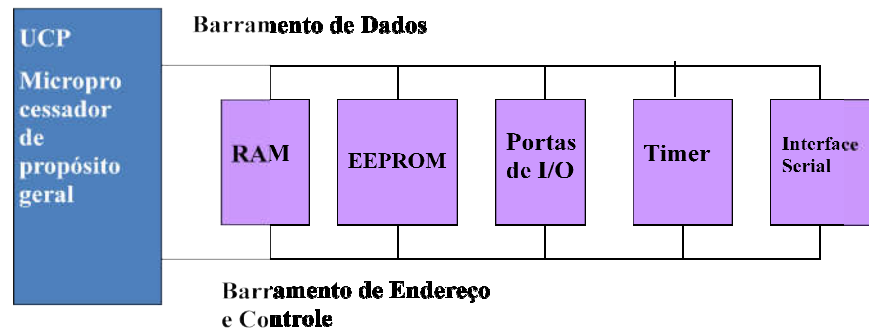 Barramento de Dados
UCP
Micropro
cessador
de
propósito
geral
RAM
EEPROM
Portas
de I/O
Timer
Interface
Serial
Barramento de Endereço
e Controle